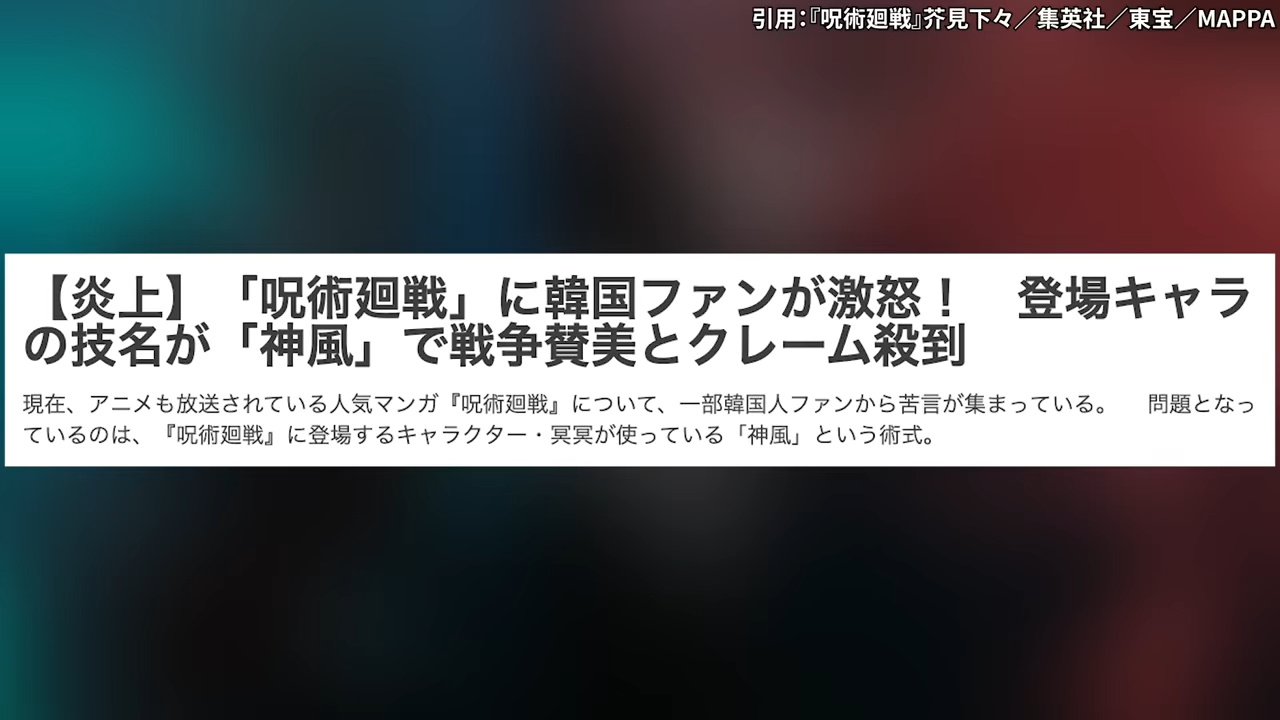 引用:『呪術廻戦』芥見下々／集英社／東宝／MAPPA
【炎上】「呪術廻戦」に韓国ファンが激怒！　登場キャラ
の技名が「神風」で戦争賛美とクレーム殺到
現在、アニメも放送されている人気マンガ『呪術廻戦』について、一部韓国人ファンから苦言が集まっている。　問題となっ
ているのは、『呪術廻戦』に登場するキャラクター・冥冥が使っている「神風」という術式。